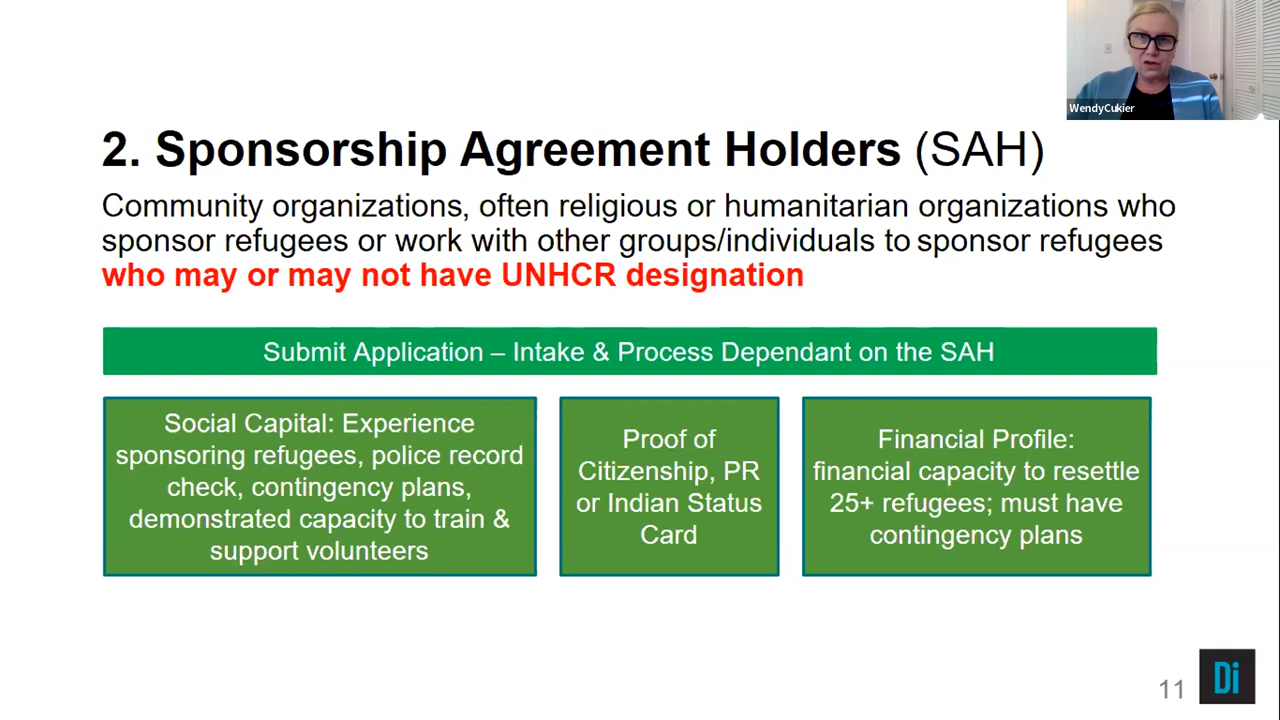 WendyCukier
2. Sponsorship Agreement Holders (SAH)
Community organizations, often religious or humanitarian organizations who
sponsor refugees or work with other groups/individuals to sponsor refugees
who may or may not have UNHCR designation
Submit Application – Intake & Process Dependant on the SAH
Social Capital: Experience
sponsoring refugees, police record
check, contingency plans,
demonstrated capacity to train &
support volunteers
Proof of
Citizenship, PR
or Indian Status
Card
Financial Profile:
financial capacity to resettle
25+ refugees; must have
contingency plans
11
Di